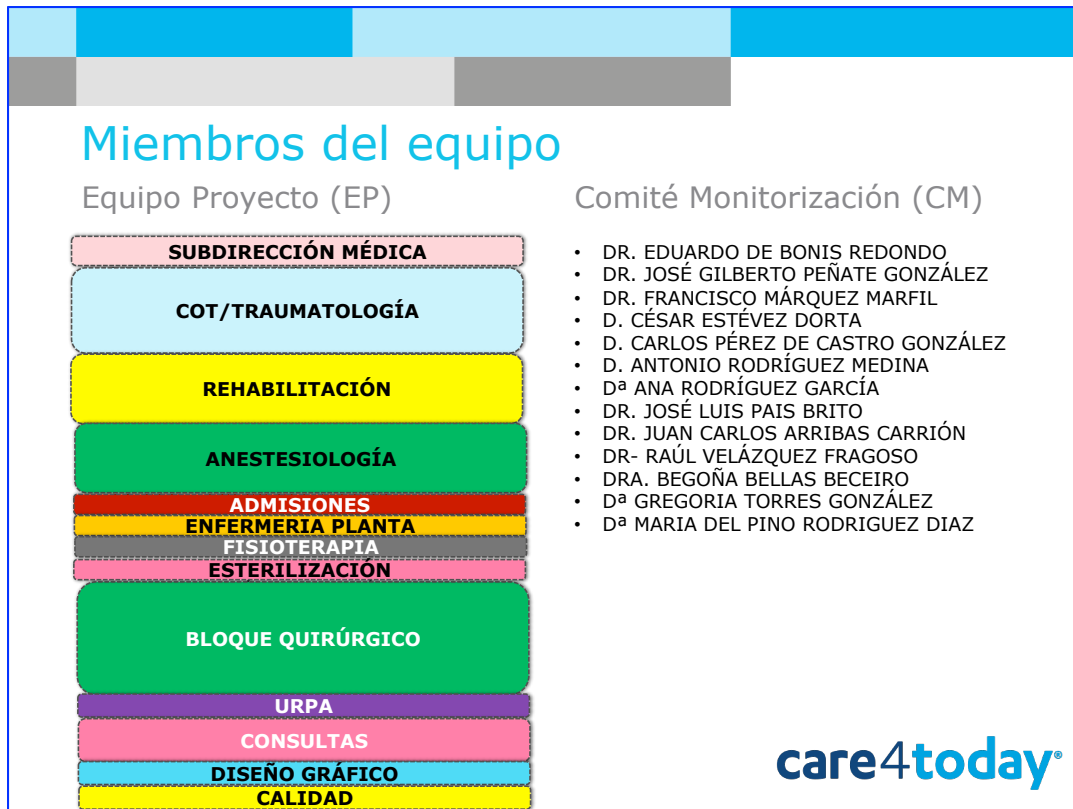 Miembros del equipo
Equipo Proyecto (EP)
SUBDIRECCIÓN MÉDICA
COT/TRAUMATOLOGÍA
REHABILITACIÓN
ANESTESIOLOGÍA
ADMISIONES
ENFERMERIA PLANTA
FISIOTERAPIA
ESTERILIZACIÓN
BLOQUE QUIRÚRGICO
URPA
CONSULTAS
DISEÑO GRÁFICO
CALIDAD
Comité Monitorización (CM)
• DR. EDUARDO DE BONIS REDONDO
• DR. JOSÉ GILBERTO PEÑATE GONZÁLEZ
• DR. FRANCISCO MÁRQUEZ MARFIL
• D. CÉSAR ESTÉVEZ DORTA
• D. CARLOS PÉREZ DE CASTRO GONZÁLEZ
• D. ANTONIO RODRÍGUEZ MEDINA
• Dª ANA RODRÍGUEZ GARCÍA
• DR. JOSÉ LUIS PAIS BRITO
• DR. JUAN CARLOS ARRIBAS CARRIÓN
• DR- RAÚL VELÁZQUEZ FRAGOSO
• DRA. BEGOÑA BELLAS BECEIRO
• Dª GREGORIA TORRES GONZÁLEZ
• Dª MARIA DEL PINO RODRIGUEZ DIAZ
care4today®